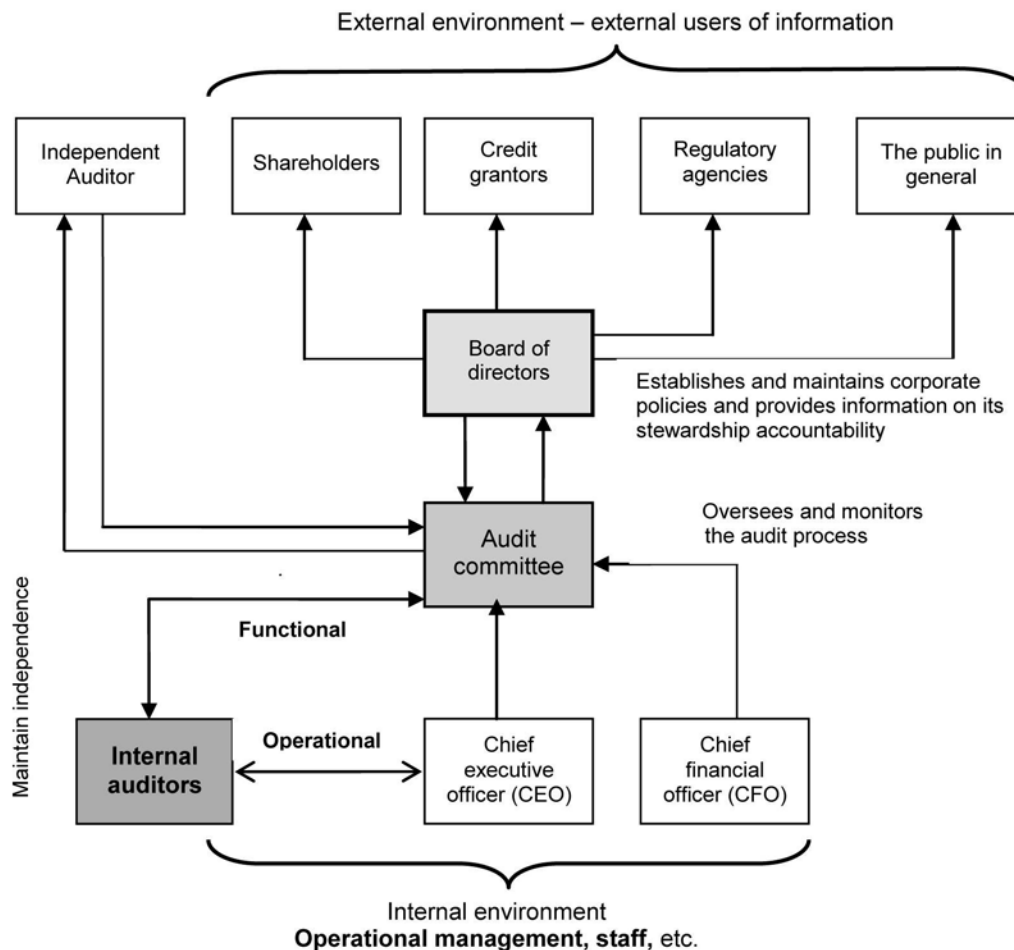 External environment – external users of information
Independent
Auditor
Shareholders
Credit
grantors
Regulatory
agencies
The public in
general
Board of
directors
Establishes and maintains corporate
policies and provides information on its
stewardship accountability
Oversees and monitors
the audit process
Audit
committee
Maintain independence
Functional
Internal
auditors
Operational
Chief
executive
officer (CEO)
Chief
financial
officer (CFO)
Internal environment
Operational management, staff, etc.